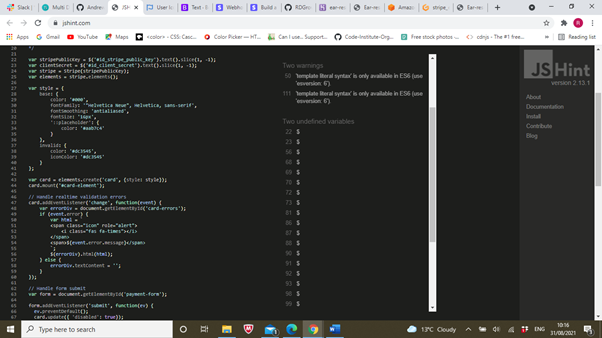 Slack |
Multi D
Andre
JS
User lo
Text - B
Webho
Build a
RDGro
ear-re
Ear-re
Amazo
stripe_
Ear-rec
jshint.com
Apps
Gmail
YouTube
Maps
<color> - CSS: Casc...
Color Picker — HT...
Can I use... Support...
Code-Institute-Org...
Free stock photos ...
cdnjs - The #1 free...
Reading list
20 */
21
22 var stripePublicKey = $('#id_stripe_public_key').text().slice(1, -1);
23 var clientSecret = $('#id_client_secret').text().slice(1, -1);
24 var stripe = Stripe(stripePublicKey);
25 var elements = stripe.elements();
26
27 var style = {
28 base: {
29 color: '#000',
30 fontFamily: '"Helvetica Neue", Helvetica, sans-serif',
31 fontSmoothing: 'antialiased',
32 fontSize: '16px',
33 '::placeholder': {
34 color: '#aab7c4'
35 }
36 },
37 invalid: {
38 color: '#dc3545',
39 iconColor: '#dc3545'
40 }
41 };
42
43 var card = elements.create('card', {style: style});
44 card.mount('#card-element');
45
46 // Handle realtime validation errors
47 card.addEventListener('change', function(event) {
48 var errorDiv = document.getElementById('card-errors');
49 if (event.error) {
50 var html = `
51 <span class="icon" role="alert">
52 <i class="fas fa-times"></i>
53 </span>
54 <span>${event.error.message}</span>
55 `;
56 $(errorDiv).html(html);
57 } else {
58 errorDiv.textContent = '';
59 }
60 });
61
62 // Handle form submit
63 var form = document.getElementById('payment-form');
64
65 form.addEventListener('submit', function(ev) {
66 ev.preventDefault();
67 card.update({ 'disabled': true});
Two warnings
55 'template literal syntax' is only available in ES6 (use
'esversion: 6').
111 'template literal syntax' is only available in ES6 (use
'esversion: 6').
Two undefined variables
22 $
23 $
56 $
68 $
69 $
70 $
72 $
73 $
81 $
86 $
87 $
88 $
90 $
91 $
92 $
93 $
98 $
99 $
JSHint
version 2.13.1
About
Documentation
Install
Contribute
Blog
Type here to search
13°C Cloudy
ENG
10:16
31/08/2021